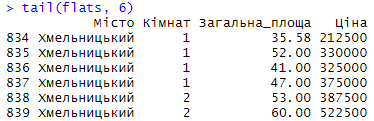 > tail(flats, 6)
Місто Кімнат Загальна_площа Ціна
834 Хмельницький 1 35.58 212500
835 Хмельницький 1 52.00 330000
836 Хмельницький 1 41.00 325000
837 Хмельницький 1 47.00 375000
838 Хмельницький 2 53.00 387500
839 Хмельницький 2 60.00 522500